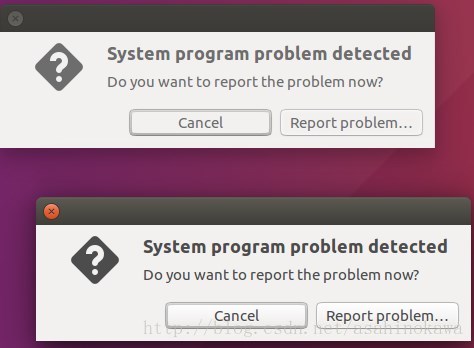 System program problem detected
Do you want to report the problem now?
Cancel
Report problem…
System program problem detected
Do you want to report the problem now?
Cancel
Report problem…
http://blog.csdn.net/asahinokawa